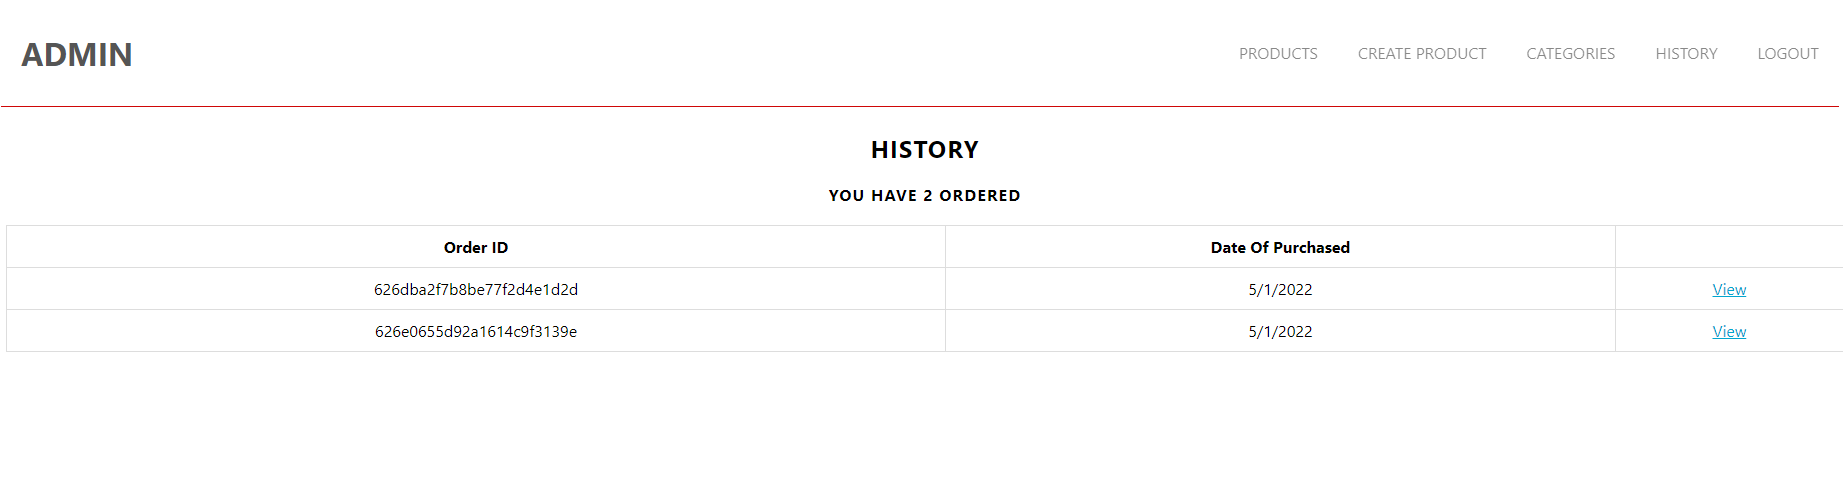 ADMIN PRODUCTS CREATE PRODUCT CATEGORIES HISTORY LOGOUT
HISTORY
YOU HAVE 2 ORDERED
Order ID Date Of Purchased
626dba2f7b8be77f2d4e1d2d 5/1/2022 View
626e0655d92a1614c9f3139e 5/1/2022 View